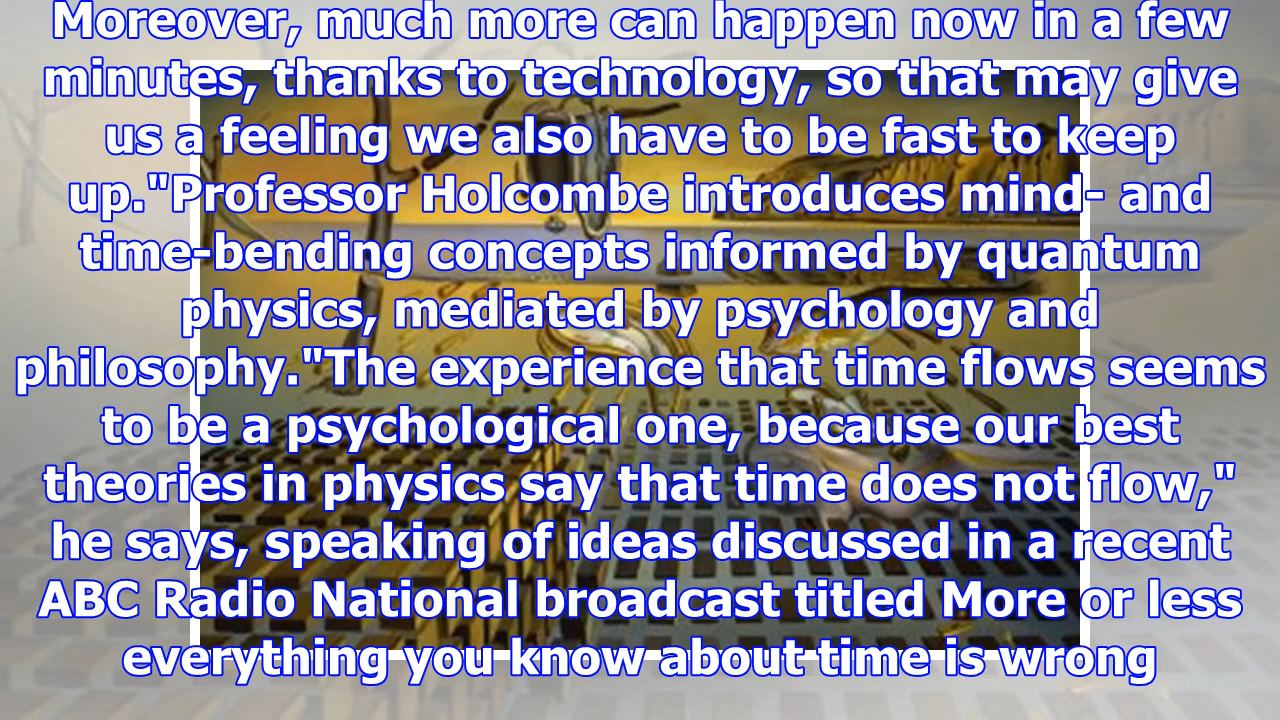 Moreover, much more can happen now in a few
minutes, thanks to technology, so that may give
us a feeling we also have to be fast to keep
up."Professor Holcombe introduces mind- and
time-bending concepts informed by quantum
physics, mediated by psychology and
philosophy."The experience that time flows seems
to be a psychological one, because our best
theories in physics say that time does not flow,"
he says, speaking of ideas discussed in a recent
ABC Radio National broadcast titled More or less
everything you know about time is wrong